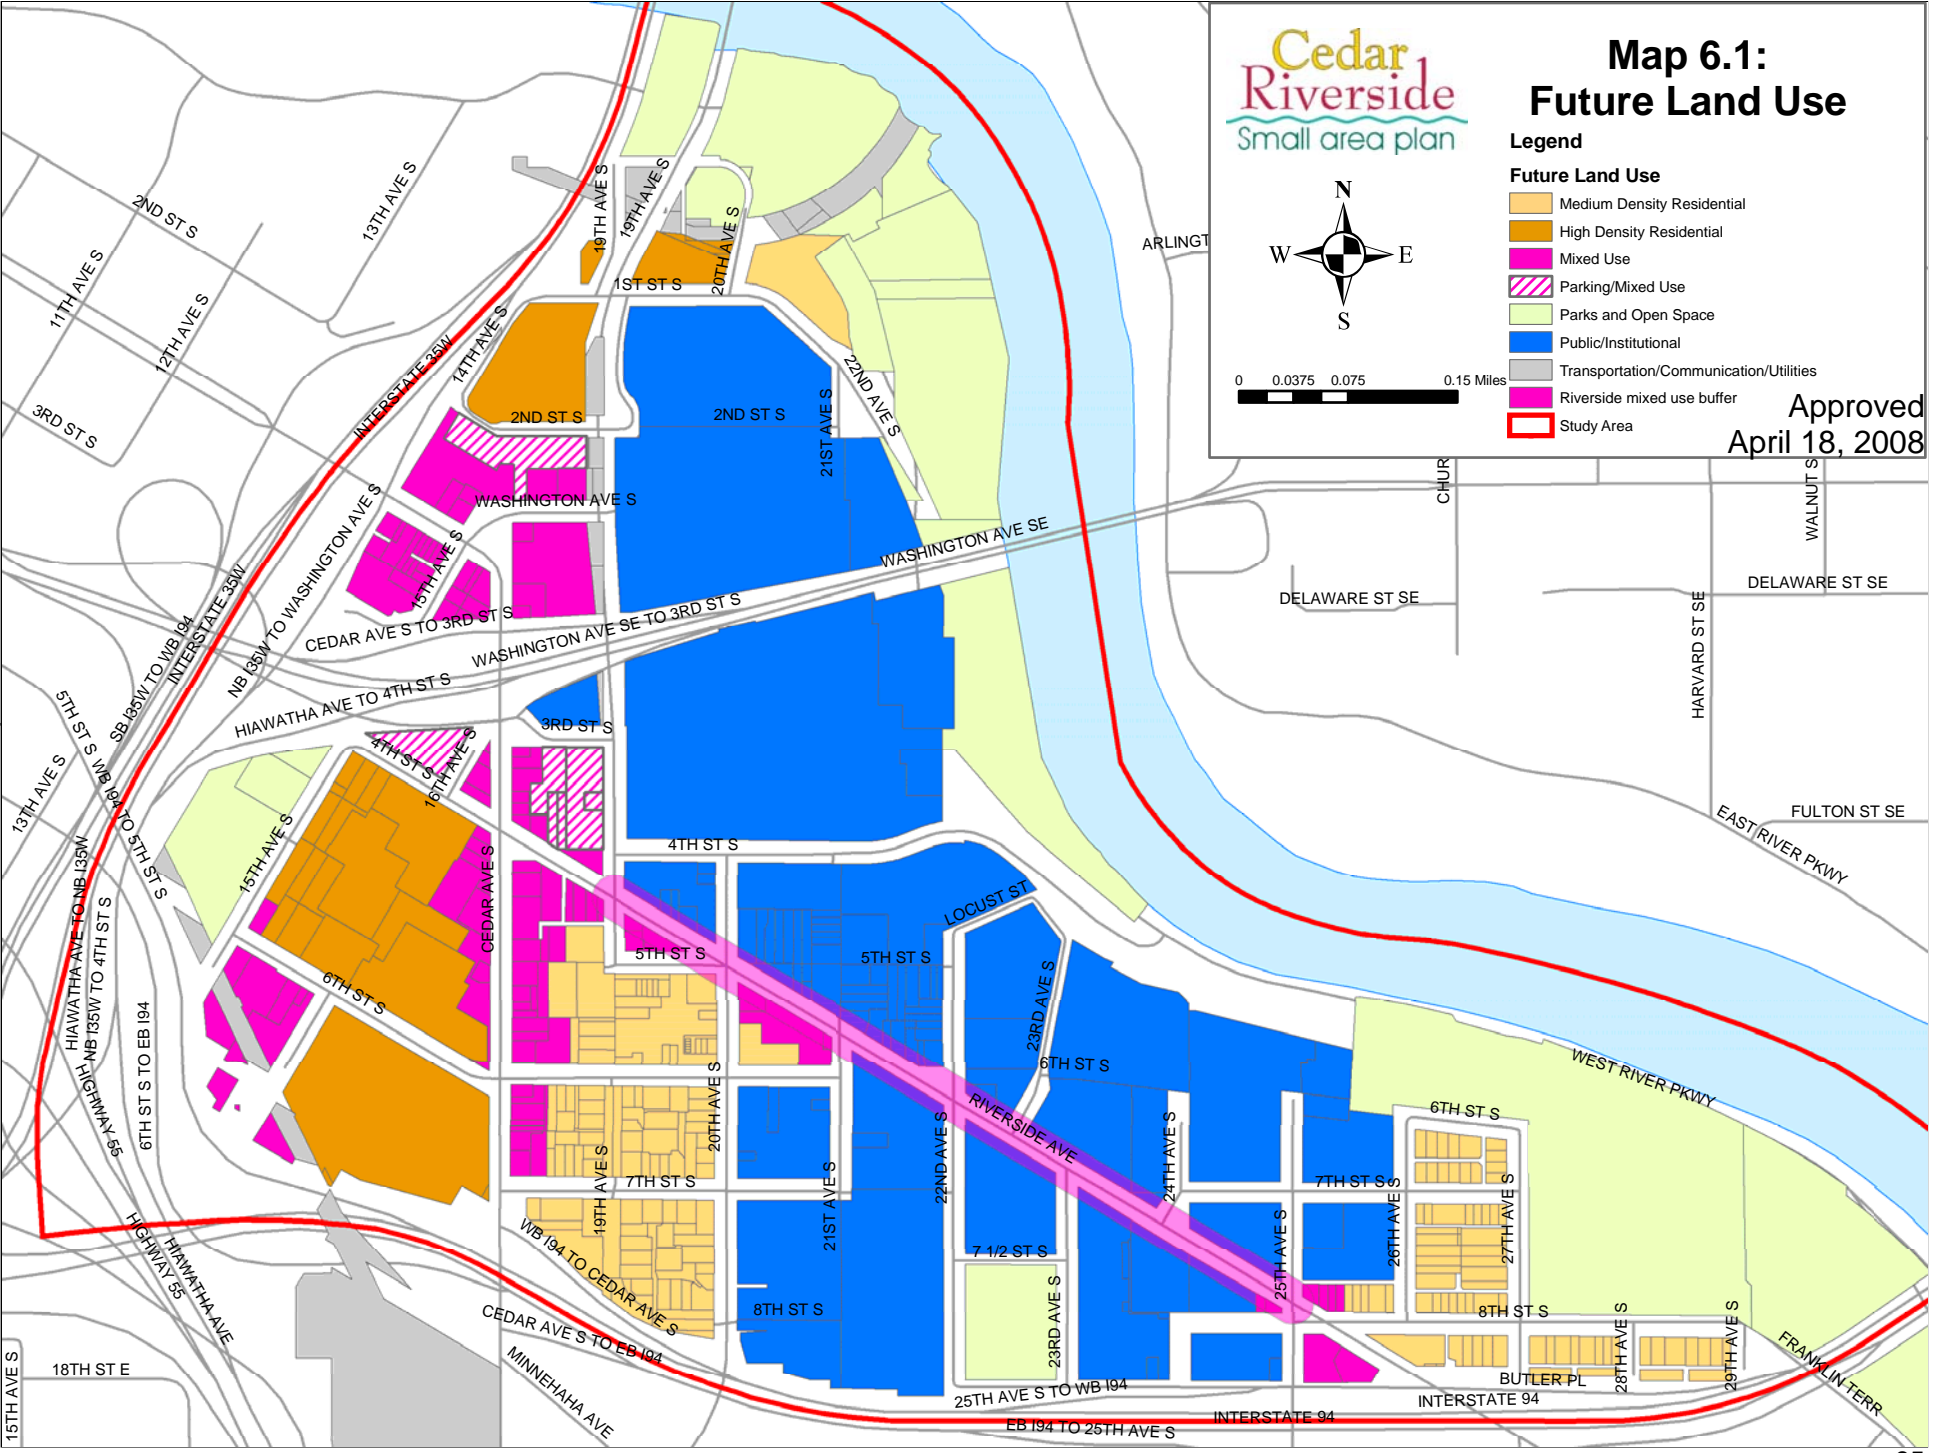 Cedar
Riverside
Small area plan
Map 6.1:
Future Land Use
Legend
Future Land Use
Medium Density Residential
High Density Residential
Mixed Use
Parking/Mixed Use
Parks and Open Space
Public/Institutional
Transportation/Communication/Utilities
Riverside mixed use buffer
Study Area
Approved
April 18, 2008
N
W
E
S
0
0.0375
0.075
0.15 Miles
2ND ST S
13TH AVE S
11TH AVE S
12TH AVE S
3RD ST S
19TH AVE S
19TH AVE S
20TH AVE S
1ST ST S
14TH AVE S
INTERSTATE 35W
2ND ST S
2ND ST S
21ST AVE S
22ND AVE S
ARLINGT
CHUR
WALNUT S
WASHINGTON AVE S
WASHINGTON AVE SE
NB I35W TO WASHINGTON AVE S
15TH AVE S
CEDAR AVE S TO 3RD ST S
WASHINGTON AVE SE TO 3RD ST S
DELAWARE ST SE
DELAWARE ST SE
HARVARD ST SE
SB I35W TO WB I94
INTERSTATE 35W
HIAWATHA AVE TO 4TH ST S
3RD ST S
5TH ST S
WB I94 TO 5TH ST S
13TH AVE S
4TH ST S
16TH AVE S
15TH AVE S
4TH ST S
EAST RIVER PKWY
FULTON ST SE
CEDAR AVE S
LOCUST ST
5TH ST S
5TH ST S
HIAWATHA AVE TO NB I35W
NB I35W TO 4TH ST S
6TH ST S
6TH ST S TO EB I94
HIGHWAY 55
23RD AVE S
6TH ST S
WEST RIVER PKWY
6TH ST S
20TH AVE S
RIVERSIDE AVE
22ND AVE S
24TH AVE S
19TH AVE S
7TH ST S
21ST AVE S
7TH ST S
26TH AVE S
27TH AVE S
25TH AVE S
WB I94 TO CEDAR AVE S
7 1/2 ST S
8TH ST S
23RD AVE S
8TH ST S
HIGHWAY 55
HIAWATHA AVE
CEDAR AVE S TO EB I94
28TH AVE S
29TH AVE S
FRANKLIN TERR
15TH AVE S
18TH ST E
MINNEHAHA AVE
25TH AVE S TO WB I94
BUTLER PL
INTERSTATE 94
INTERSTATE 94
EB I94 TO 25TH AVE S